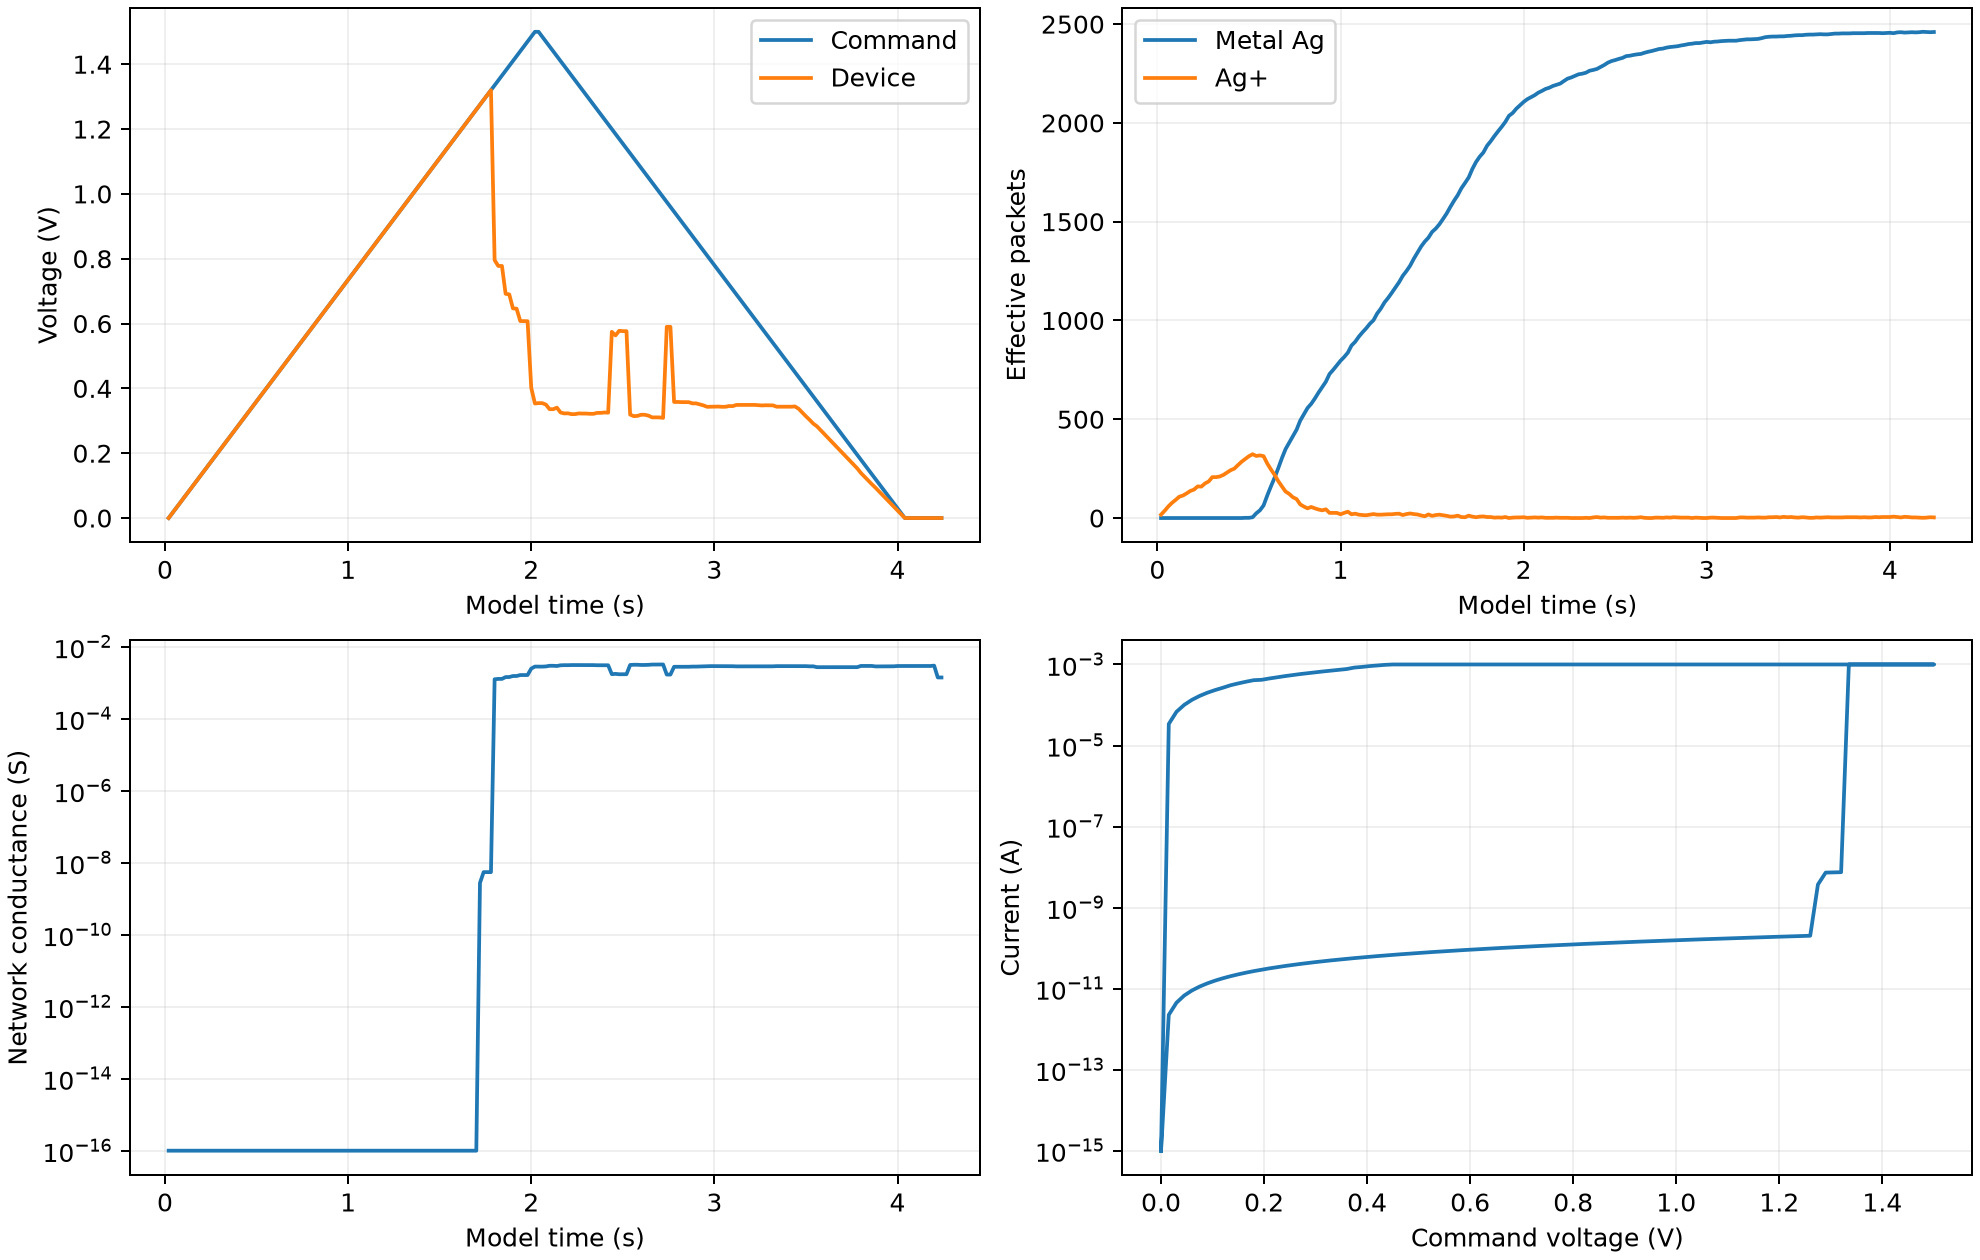 1.4
1.2
1.0
0.8
0.6
0.4
0.2
0.0
Voltage (V)
Command
Device
0 1 2 3 4
Model time (s)
2500
2000
1500
1000
500
0
Effective packets
Metal Ag
Ag+
0 1 2 3 4
Model time (s)
10⁻²
10⁻⁴
10⁻⁶
10⁻⁸
10⁻¹⁰
10⁻¹²
10⁻¹⁴
10⁻¹⁶
Network conductance (S)
0 1 2 3 4
Model time (s)
10⁻³
10⁻⁵
10⁻⁷
10⁻⁹
10⁻¹¹
10⁻¹³
10⁻¹⁵
Current (A)
0.0 0.2 0.4 0.6 0.8 1.0 1.2 1.4
Command voltage (V)